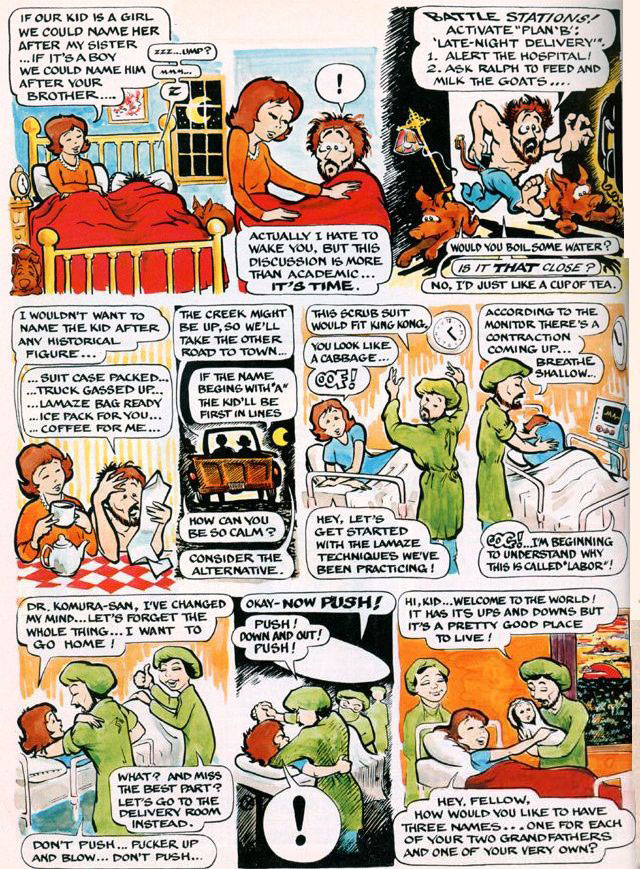 IF OUR KID IS A GIRL
WE COULD NAME HER
AFTER MY SISTER
...IF IT'S A BOY
WE COULD NAME HIM
AFTER YOUR
BROTHER....
ZZZ...UMP?
MMM...
Z
!
ACTUALLY I HATE TO
WAKE YOU, BUT THIS
DISCUSSION IS MORE
THAN ACADEMIC...
IT'S TIME.
BATTLE STATIONS!
ACTIVATE "PLAN 'B':
'LATE-NIGHT DELIVERY'".
1. ALERT THE HOSPITAL!
2. ASK RALPH TO FEED AND
MILK THE GOATS....
WOULD YOU BOIL SOME WATER?
IS IT THAT CLOSE?
NO, I'D JUST LIKE A CUP OF TEA.
I WOULDN'T WANT TO
NAME THE KID AFTER
ANY HISTORICAL
FIGURE...
...SUIT CASE PACKED...
...TRUCK GASSED UP...
...LAMAZE BAG READY
...ICE PACK FOR YOU...
...COFFEE FOR ME...
THE CREEK MIGHT
BE UP, SO WE'LL
TAKE THE OTHER
ROAD TO TOWN...
IF THE NAME
BEGINS WITH "A"
THE KID'LL BE
FIRST IN LINES
HOW CAN YOU
BE SO CALM?
CONSIDER THE
ALTERNATIVE.
THIS SCRUB SUIT
WOULD FIT KING KONG.
YOU LOOK LIKE
A CABBAGE...
OOF!
HEY, LET'S
GET STARTED
WITH THE LAMAZE
TECHNIQUES WE'VE
BEEN PRACTICING!
ACCORDING TO THE
MONITOR THERE'S A
CONTRACTION
COMING UP...
BREATHE
SHALLOW...
...I'M BEGINNING
TO UNDERSTAND WHY
THIS IS CALLED "LABOR"!
DR. KOMURA-SAN, I'VE CHANGED
MY MIND... LET'S FORGET THE
WHOLE THING... I WANT TO
GO HOME!
WHAT? AND MISS
THE BEST PART?
LET'S GO TO THE
DELIVERY ROOM
INSTEAD.
DON'T PUSH... PUCKER UP
AND BLOW... DON'T PUSH...
OKAY-NOW PUSH!
PUSH!
DOWN AND OUT!
PUSH!
!
HI, KID...WELCOME TO THE WORLD!
IT HAS ITS UPS AND DOWNS BUT
IT'S A PRETTY GOOD PLACE
TO LIVE!
HEY, FELLOW,
HOW WOULD YOU LIKE TO HAVE
THREE NAMES... ONE FOR EACH
OF YOUR TWO GRANDFATHERS
AND ONE OF YOUR VERY OWN?